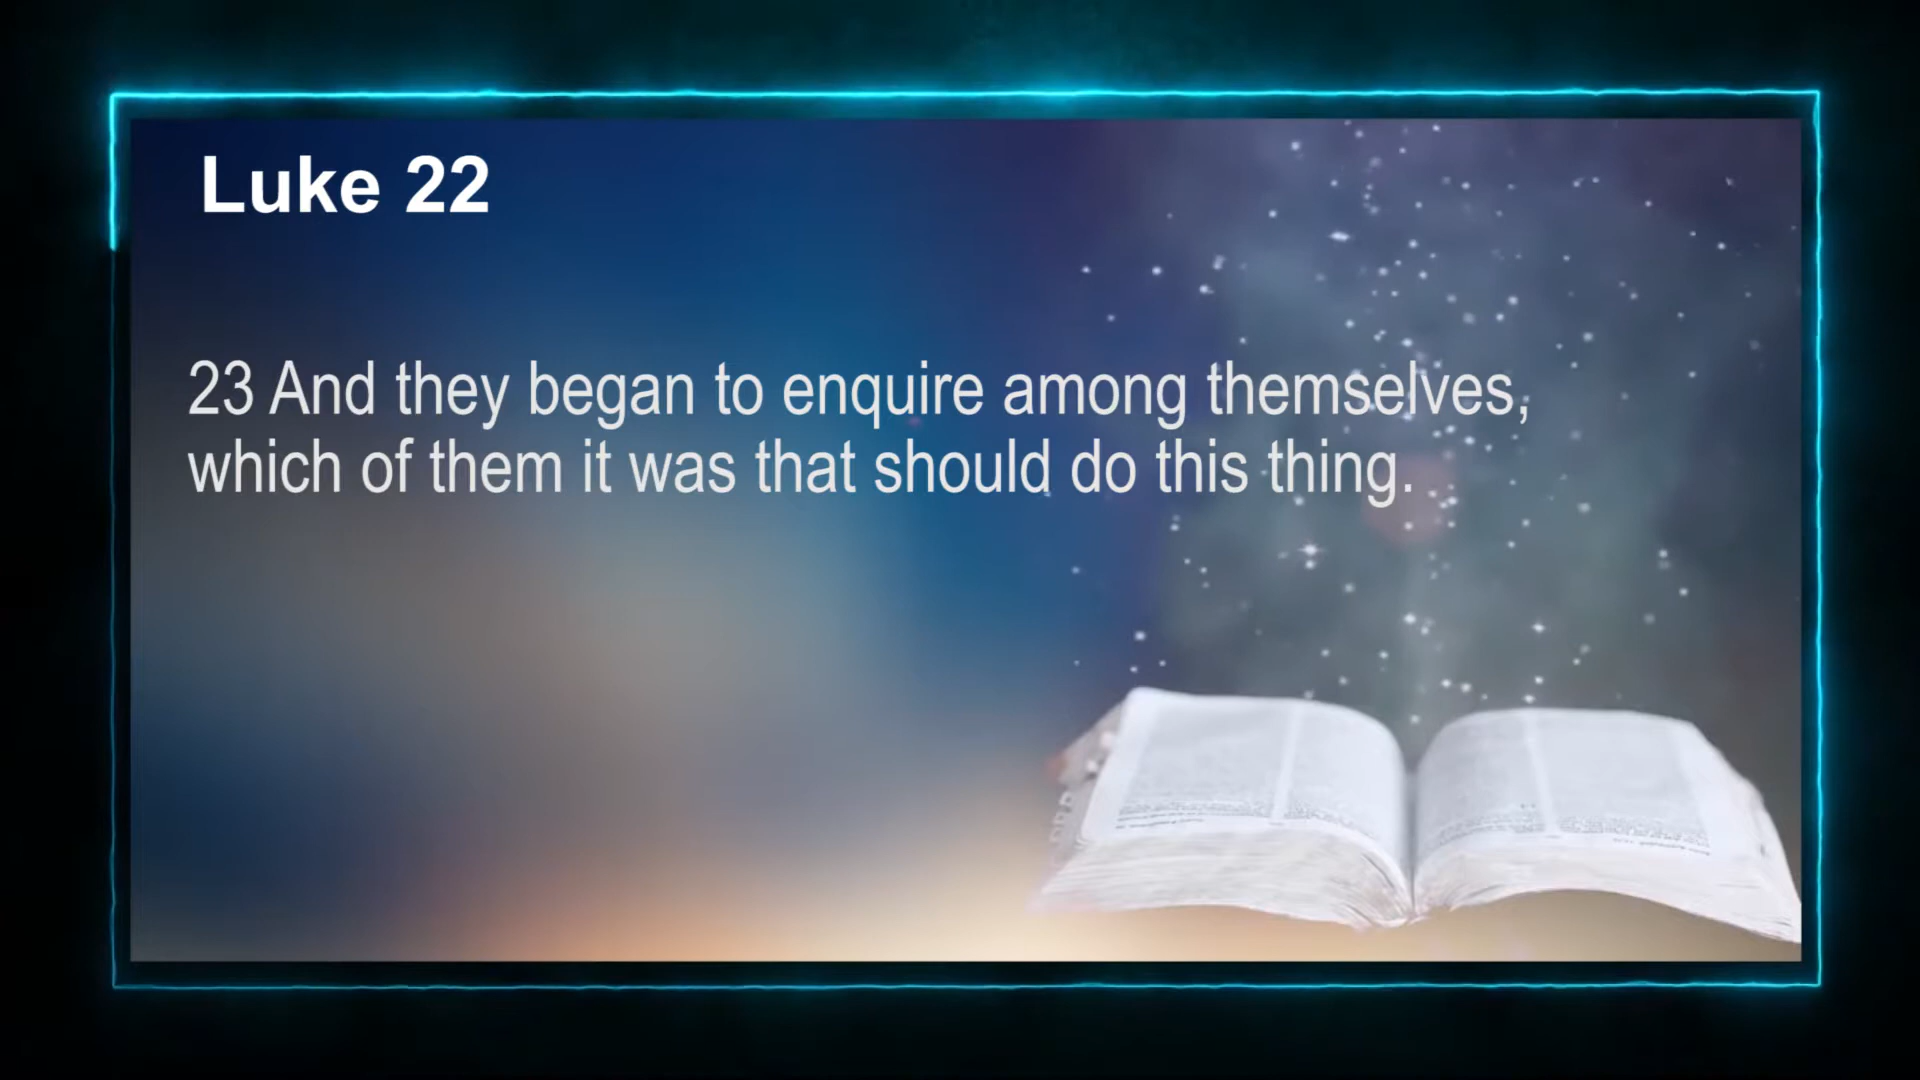 Luke 22
23 And they began to enquire among themselves,
which of them it was that should do this thing.